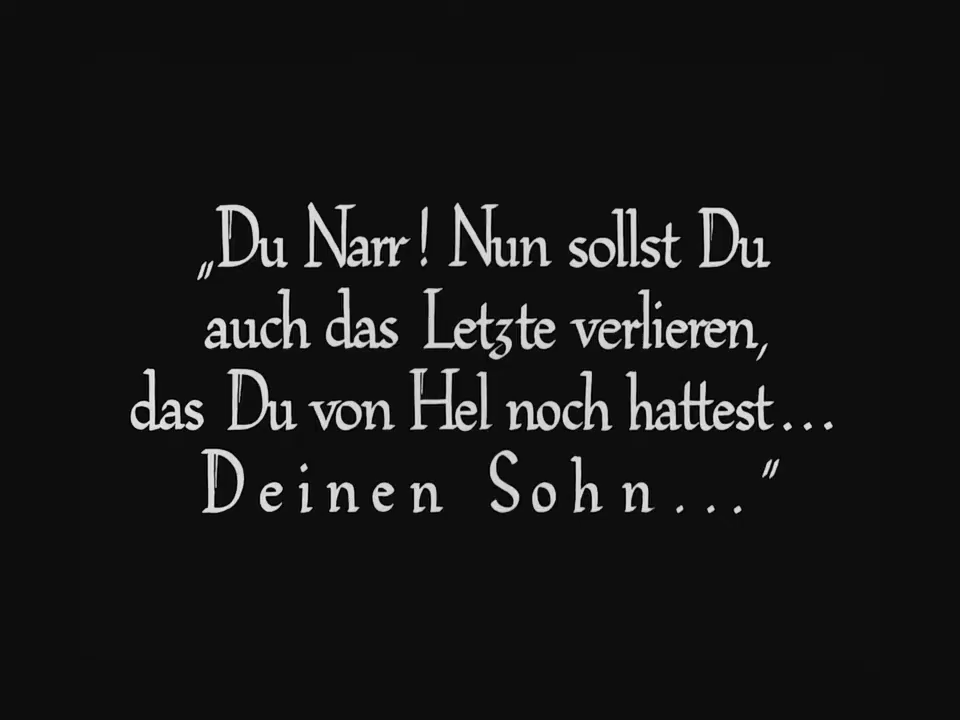 „Du Narr! Nun sollst Du
auch das Letzte verlieren,
das Du von Hel noch hattest...
Deinen Sohn..."